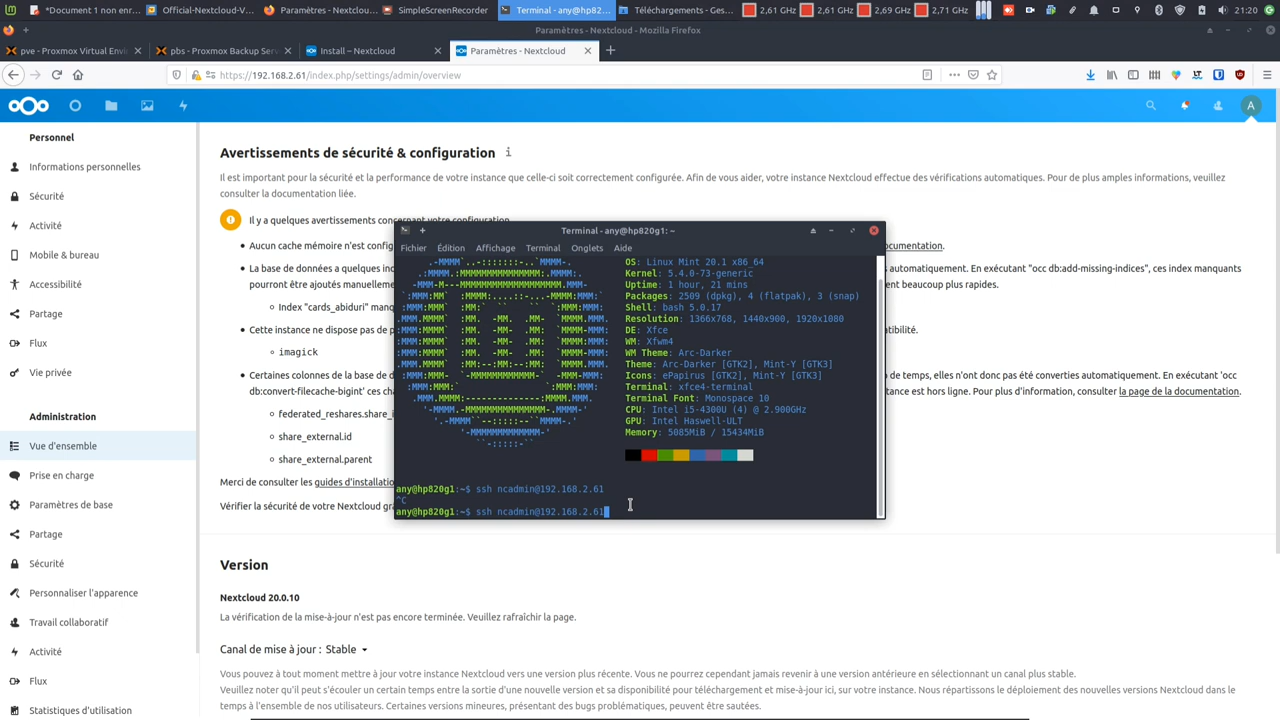 *Document 1 non enr...
Official-Nextcloud-V...
Paramètres - Nextclou...
SimpleScreenRecorder
Terminal - any@hp82...
Téléchargements - Ges...
2,61 GHz
2,61 GHz
2,69 GHz
2,71 GHz
21:20
Paramètres - Nextcloud - Mozilla Firefox
pve - Proxmox Virtual Envi
pbs - Proxmox Backup Serv
Install – Nextcloud
Paramètres - Nextcloud
https://192.168.2.61/index.php/settings/admin/overview
A
Personnel
Informations personnelles
Sécurité
Activité
Mobile & bureau
Accessibilité
Partage
Flux
Vie privée
Administration
Vue d'ensemble
Prise en charge
Paramètres de base
Partage
Sécurité
Personnaliser l'apparence
Travail collaboratif
Activité
Flux
Statistiques d'utilisation
Avertissements de sécurité & configuration
Il est important pour la sécurité et la performance de votre instance que celle-ci soit correctement configurée. Afin de vous aider, votre instance Nextcloud effectue des vérifications automatiques. Pour de plus amples informations, veuillez
consulter la documentation liée.
Il y a quelques avertissements concernant votre configuration.
Aucun cache mémoire n'est config
ocumentation.
La base de données a quelques in
automatiquement. En exécutant "occ db:add-missing-indices", ces index manquants
pourront être ajoutés manuelleme
ent beaucoup plus rapides.
Index "cards_abiduri" manq
Cette instance ne dispose pas de p
atibilité.
imagick
Certaines colonnes de la base de d
de temps, elles n'ont donc pas été converties automatiquement. En exécutant 'occ
db:convert-filecache-bigint' ces cha
stance est hors ligne. Pour plus d'information, consulter la page de la documentation.
federated_reshares.share_i
share_external.id
share_external.parent
Merci de consulter les guides d'installatio
Vérifier la sécurité de votre Nextcloud gr
Terminal - any@hp820g1: ~
Fichier Édition Affichage Terminal Onglets Aide
OS: Linux Mint 20.1 x86_64
Kernel: 5.4.0-73-generic
Uptime: 1 hour, 21 mins
Packages: 2509 (dpkg), 4 (flatpak), 3 (snap)
Shell: bash 5.0.17
Resolution: 1366x768, 1440x900, 1920x1080
DE: Xfce
WM: Xfwm4
WM Theme: Arc-Darker
Theme: Arc-Darker [GTK2], Mint-Y [GTK3]
Icons: ePapirus [GTK2], Mint-Y [GTK3]
Terminal: xfce4-terminal
Terminal Font: Monospace 10
CPU: Intel i5-4300U (4) @ 2.900GHz
GPU: Intel Haswell-ULT
Memory: 5085MiB / 15434MiB
any@hp820g1:~$ ssh ncadmin@192.168.2.61
^C
any@hp820g1:~$ ssh ncadmin@192.168.2.61
Version
Nextcloud 20.0.10
La vérification de la mise-à-jour n'est pas encore terminée. Veuillez rafraîchir la page.
Canal de mise à jour : Stable
Vous pouvez à tout moment mettre à jour votre instance Nextcloud vers une version plus récente. Vous ne pourrez cependant jamais revenir à une version antérieure en sélectionnant un canal plus stable.
Veuillez noter qu'il peut s'écouler un certain temps entre la sortie d'une nouvelle version et sa disponibilité pour téléchargement et mise-à-jour ici, sur votre instance. Nous répartissons le déploiement des nouvelles versions Nextcloud dans le
temps à l'ensemble de nos utilisateurs. Certaines versions mineures, présentant des bugs problématiques, peuvent être sautées.